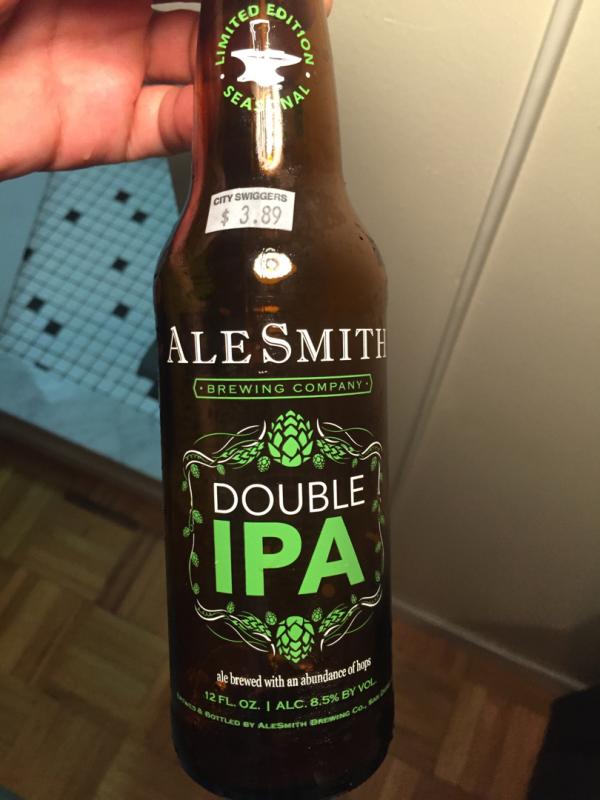 LIMITED EDITION
SEASONAL
CITY SWIGGERS
$ 3.89
ALESMITH
BREWING COMPANY
DOUBLE
IPA
ale brewed with an abundance of hops
12 FL. OZ. | ALC. 8.5% BY VOL.
& BOTTLED BY ALESMITH BREWING CO., SAN